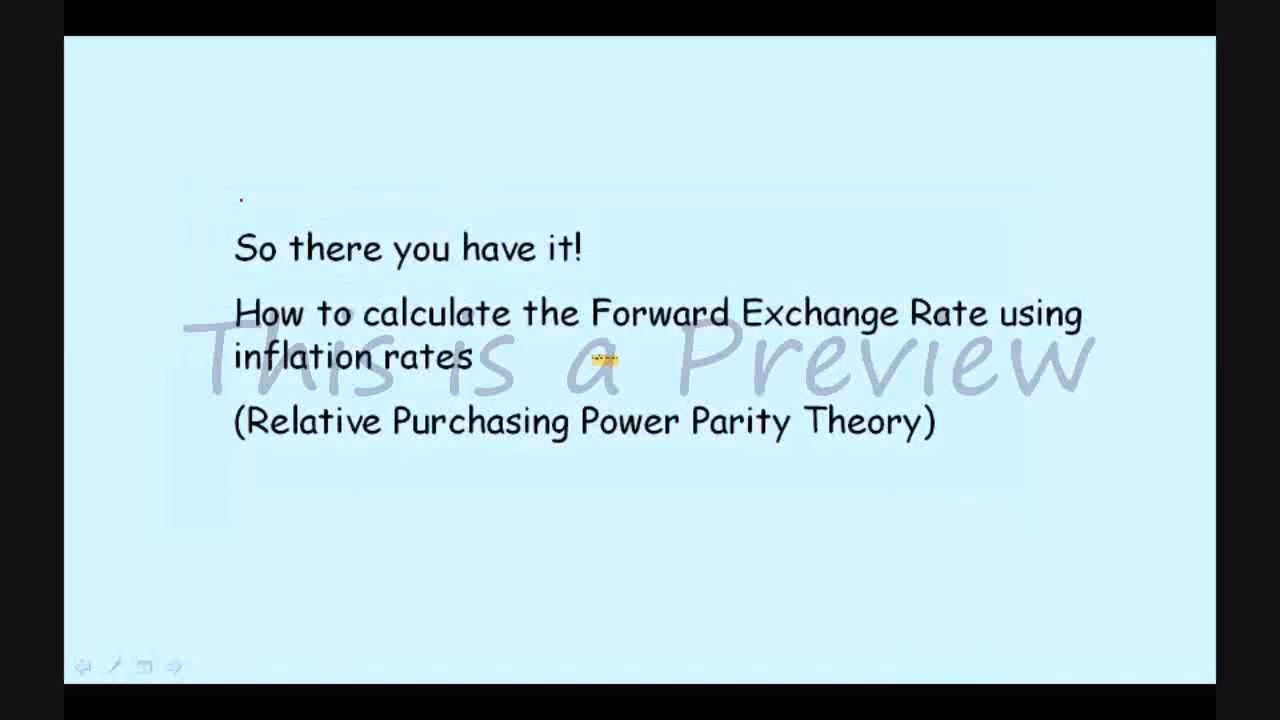 So there you have it!
How to calculate the Forward Exchange Rate using
inflation rates
This is a Preview
(Relative Purchasing Power Parity Theory)